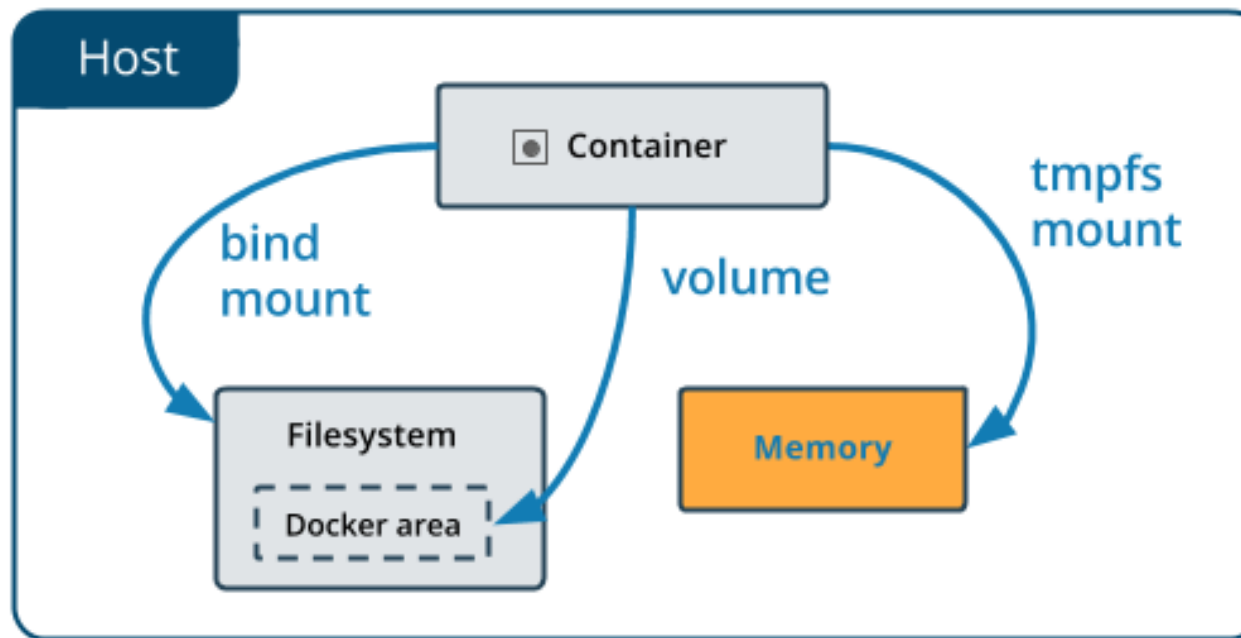 Host
Container
bind
mount
volume
tmpfs
mount
Filesystem
Docker area
Memory